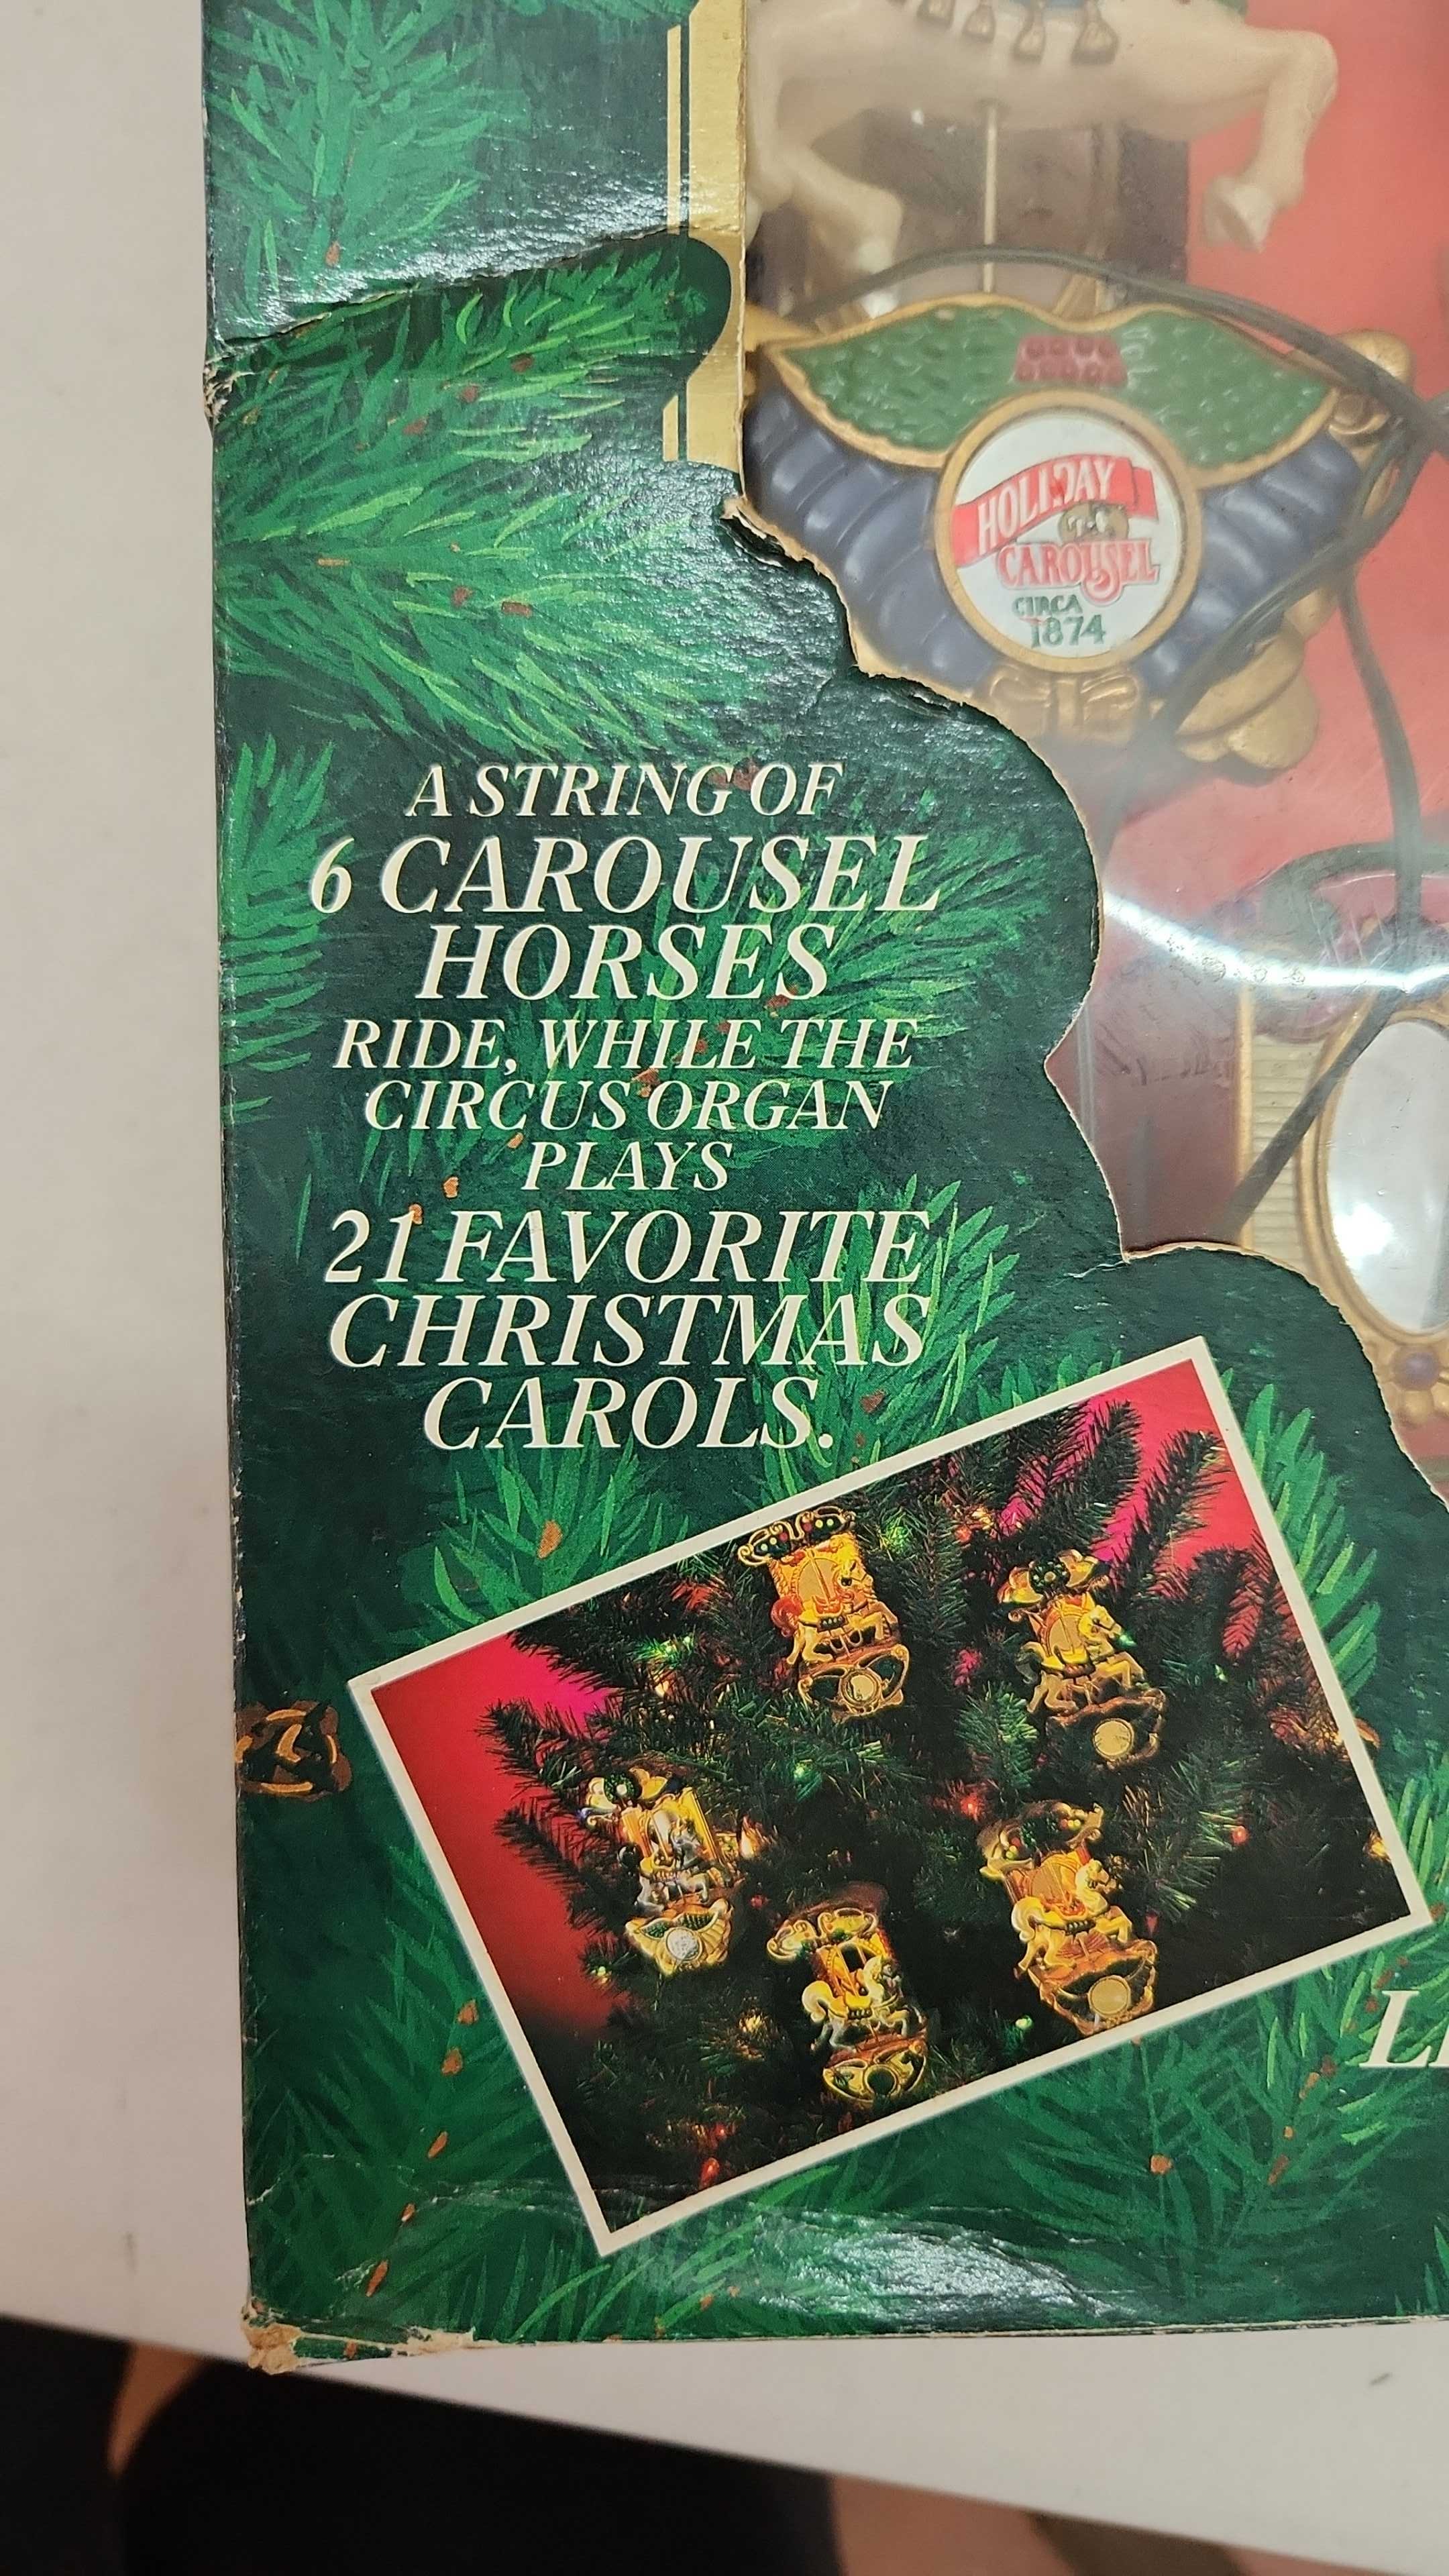 HOLIDAY
CAROUSEL
CIRCA
1874
A STRING OF
6 CAROUSEL
HORSES
RIDE, WHILE THE
CIRCUS ORGAN
PLAYS
21 FAVORITE
CHRISTMAS
CAROLS.